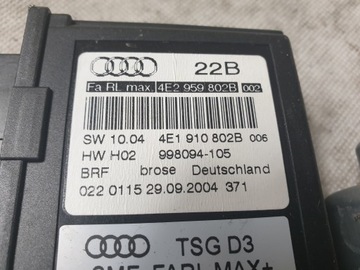 22B
Fa RL max. 4E2 959 802B 002
SW 10.04 4E1 910 802B 006
HW H02 998094-105
BRF brose Deutschland
022 0115 29.09.2004 371
TSG D3